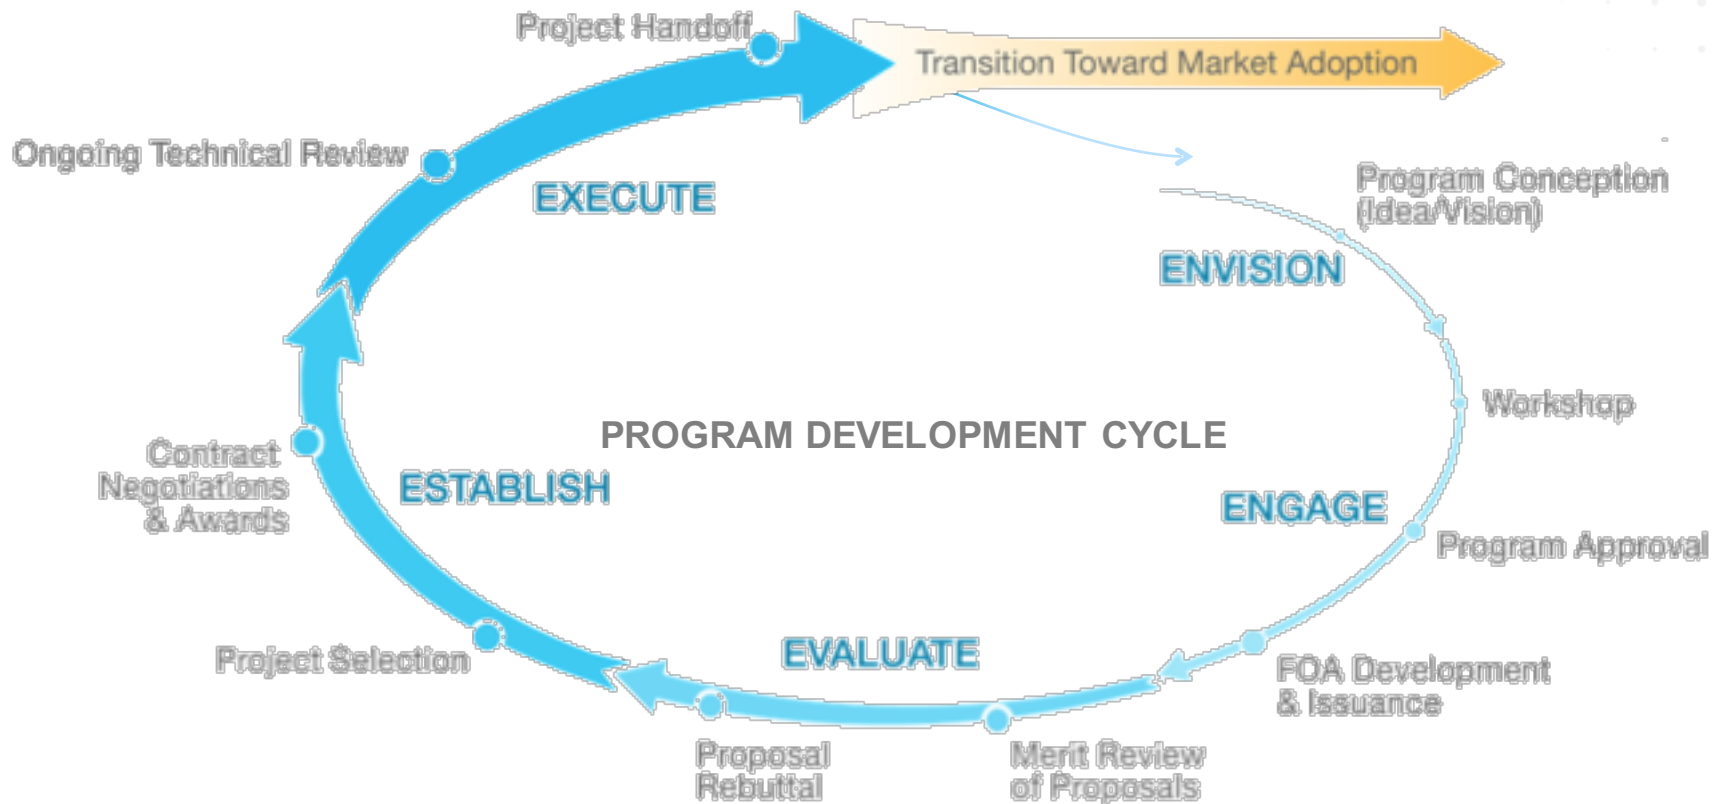 Project Handoff
Transition Toward Market Adoption
Ongoing Technical Review
EXECUTE
Program Conception
(Idea/Vision)
ENVISION
Workshop
PROGRAM DEVELOPMENT CYCLE
Contract
Negotiations
& Awards
ESTABLISH
ENGAGE
Program Approval
EVALUATE
Project Selection
FOA Development
& Issuance
Proposal
Rebuttal
Merit Review
of Proposals